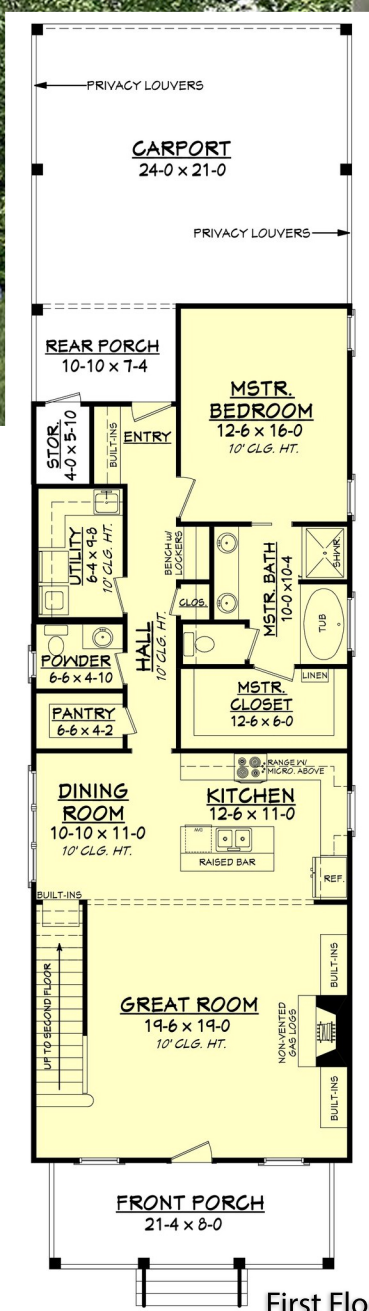 PRIVACY LOUVERS
CARPORT
24-0 x 21-0
PRIVACY LOUVERS
REAR PORCH
10-10 x 7-4
MSTR.
BEDROOM
12-6 x 16-0
10' CLG. HT.
STOR.
4-0 x 5-10
BUILT-INS
ENTRY
UTILITY
6-4 x 9-8
10' CLG. HT.
BENCH W/
LOCKERS
MSTR. BATH
10-0 x 10-4
SHWR.
TUB
CLOS.
HALL
10' CLG. HT.
POWDER
6-6 x 4-10
LINEN
MSTR.
CLOSET
12-6 x 6-0
PANTRY
6-6 x 4-2
RANGE W/
MICRO. ABOVE
DINING
ROOM
10-10 x 11-0
10' CLG. HT.
KITCHEN
12-6 x 11-0
RAISED BAR
REF.
BUILT-INS
UP TO SECOND FLOOR
GREAT ROOM
19-6 x 19-0
10' CLG. HT.
BUILT-INS
NON-VENTED
GAS LOGS
BUILT-INS
FRONT PORCH
21-4 x 8-0
First Flo